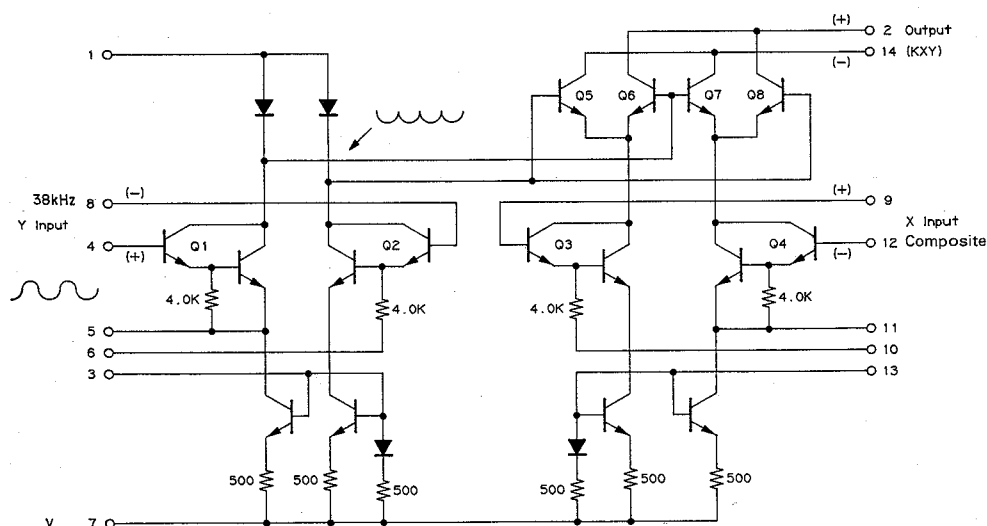 (+)
2 Output
1
14 (KXY)
(-)
Q5
Q6
Q7
Q8
38kHz
8
(-)
(+)
9
Y Input
X Input
4
(+)
Q1
Q2
Q3
Q4
(-)
12 Composite
4.0K
4.0K
4.0K
4.0K
5
11
6
10
3
13
500
500
500
500
500
500
V
7